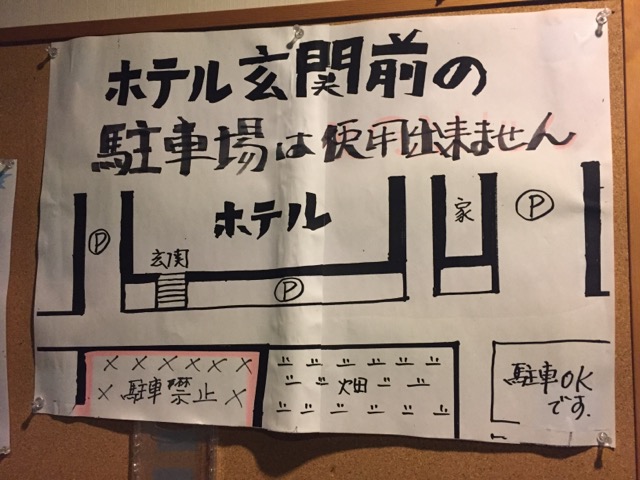 ホテル玄関前の
駐車場は使用出来ません
ホテル
家
P
P
玄関
P
駐車禁止
畑
駐車OK
です.